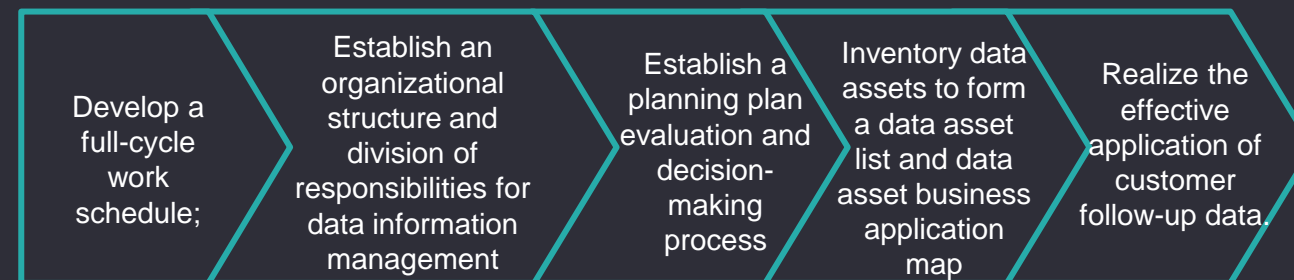 Develop a
full-cycle
work
schedule;
Establish an
organizational
structure and
division of
responsibilities for
data information
management
Establish a
planning plan
evaluation and
decision-
making
process
Inventory data
assets to form
a data asset
list and data
asset business
application
map
Realize the
effective
application of
customer
follow-up data.